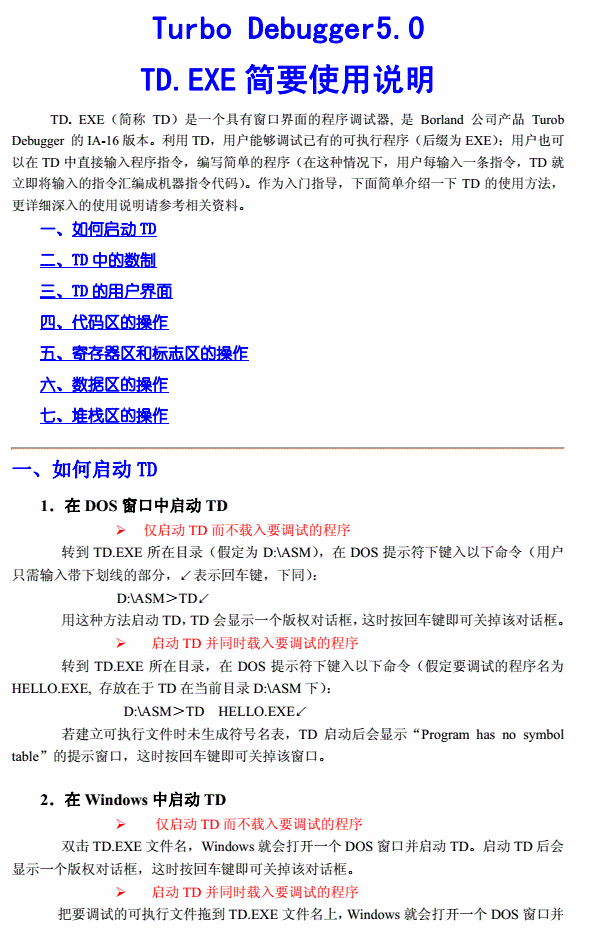 Turbo Debugger5.0
TD.EXE 简要使用说明
TD. EXE（简称 TD）是一个具有窗口界面的程序调试器, 是 Borland 公司产品 Turob
Debugger 的 IA-16 版本。利用 TD，用户能够调试已有的可执行程序（后缀为 EXE）；用户也可
以在 TD 中直接输入程序指令，编写简单的程序（在这种情况下，用户每输入一条指令，TD 就
立即将输入的指令汇编成机器指令代码）。作为入门指导，下面简单介绍一下 TD 的使用方法，
更详细深入的使用说明请参考相关资料。
一、如何启动 TD
二、TD 中的数制
三、TD 的用户界面
四、代码区的操作
五、寄存器区和标志区的操作
六、数据区的操作
七、堆栈区的操作
一、如何启动 TD
1．在 DOS 窗口中启动 TD
➢ 仅启动 TD 而不载入要调试的程序
转到 TD.EXE 所在目录（假定为 D:\ASM），在 DOS 提示符下键入以下命令（用户
只需输入带下划线的部分，↙表示回车键，下同）：
D:\ASM＞TD↙
用这种方法启动 TD，TD 会显示一个版权对话框，这时按回车键即可关掉该对话框。
➢ 启动 TD 并同时载入要调试的程序
转到 TD.EXE 所在目录，在 DOS 提示符下键入以下命令（假定要调试的程序名为
HELLO.EXE, 存放在于 TD 在当前目录 D:\ASM 下）：
D:\ASM＞TD HELLO.EXE↙
若建立可执行文件时未生成符号名表，TD 启动后会显示“Program has no symbol
table”的提示窗口，这时按回车键即可关掉该窗口。
2．在 Windows 中启动 TD
➢ 仅启动 TD 而不载入要调试的程序
双击 TD.EXE 文件名，Windows 就会打开一个 DOS 窗口并启动 TD。启动 TD 后会
显示一个版权对话框，这时按回车键即可关掉该对话框。
➢ 启动 TD 并同时载入要调试的程序
把要调试的可执行文件拖到 TD.EXE 文件名上，Windows 就会打开一个 DOS 窗口并